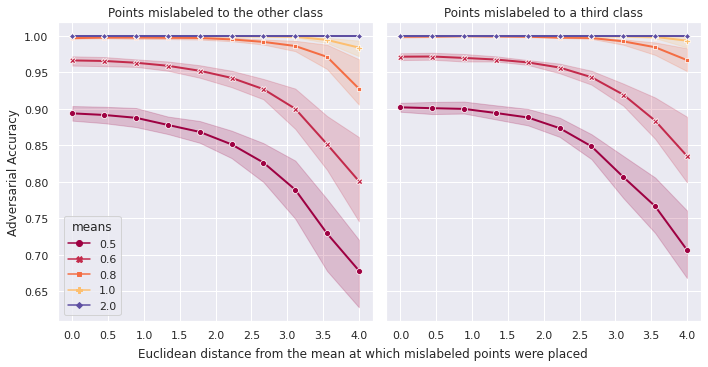 Points mislabeled to the other class
Points mislabeled to a third class
Adversarial Accuracy
1.00
0.95
0.90
0.85
0.80
0.75
0.70
0.65
means
0.5
0.6
0.8
1.0
2.0
0.0 0.5 1.0 1.5 2.0 2.5 3.0 3.5 4.0
0.0 0.5 1.0 1.5 2.0 2.5 3.0 3.5 4.0
Euclidean distance from the mean at which mislabeled points were placed